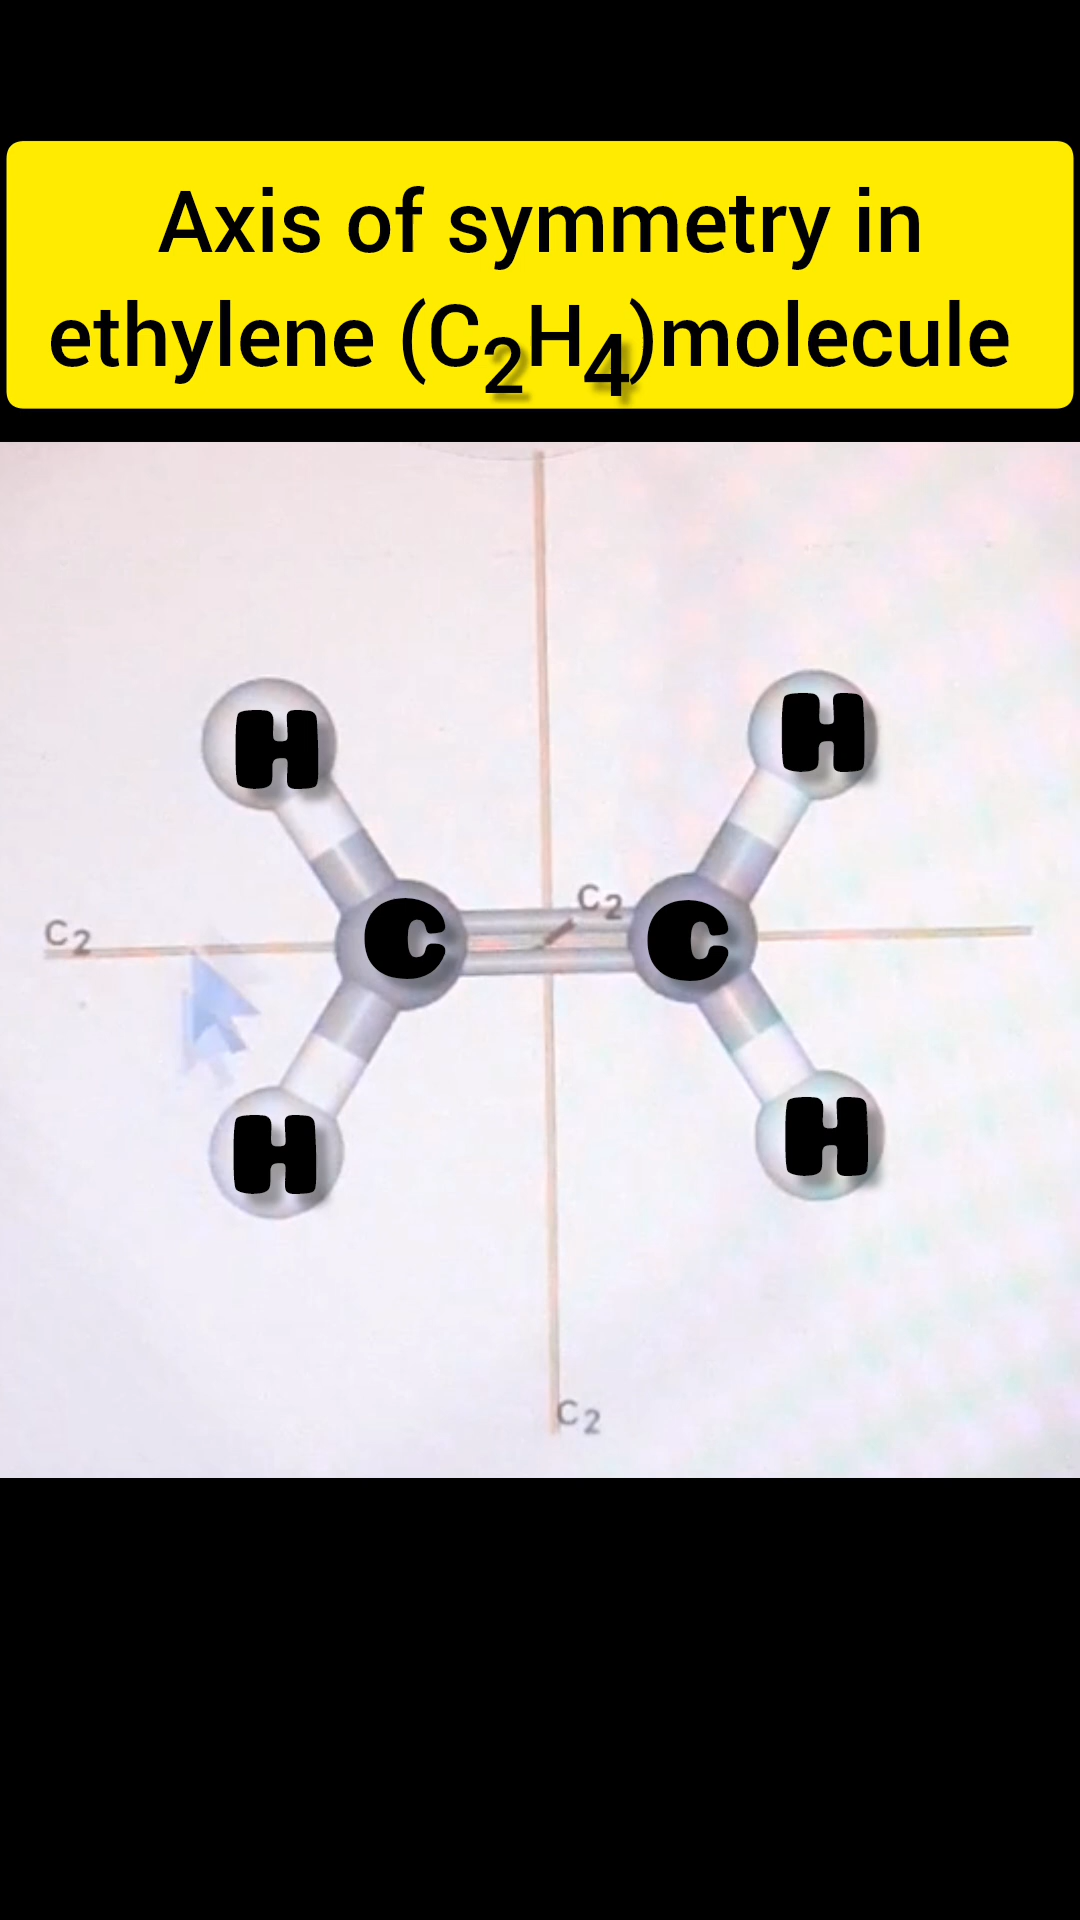 Axis of symmetry in
ethylene (C₂H₄)molecule
H H
C₂
C₂ C C
H H
C₂